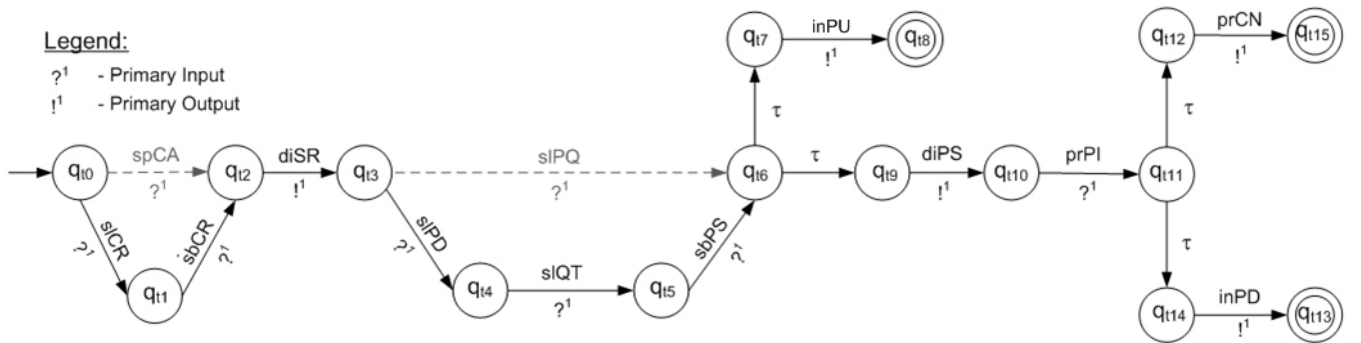 Legend:
?¹ - Primary Input
!¹ - Primary Output
inPU
prCN
qt7
!¹
qt8
qt12
!¹
qt15
τ
τ
spCA
diSR
slPQ
τ
diPS
prPI
qt0
?¹
qt2
!¹
qt3
?¹
qt6
qt9
!¹
qt10
?¹
qt11
slCR
?¹
sbCR
?¹
slPD
?¹
sbPS
?¹
τ
slQT
inPD
qt1
qt4
?¹
qt5
qt14
!¹
qt13